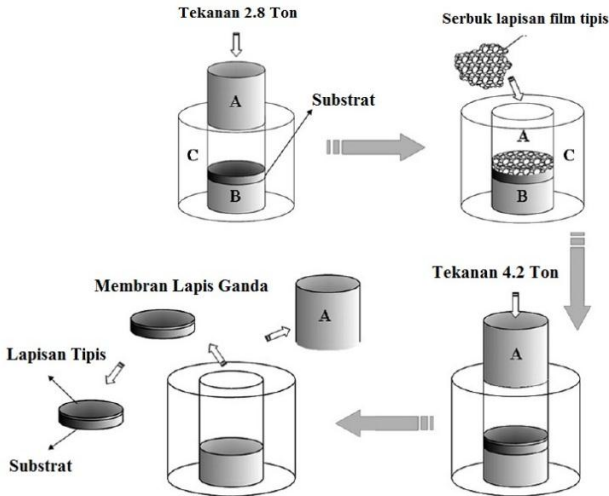 Tekanan 2.8 Ton
A
Substrat
C
B
Serbuk lapisan film tipis
A
C
B
Tekanan 4.2 Ton
A
Membran Lapis Ganda
A
Lapisan Tipis
Substrat